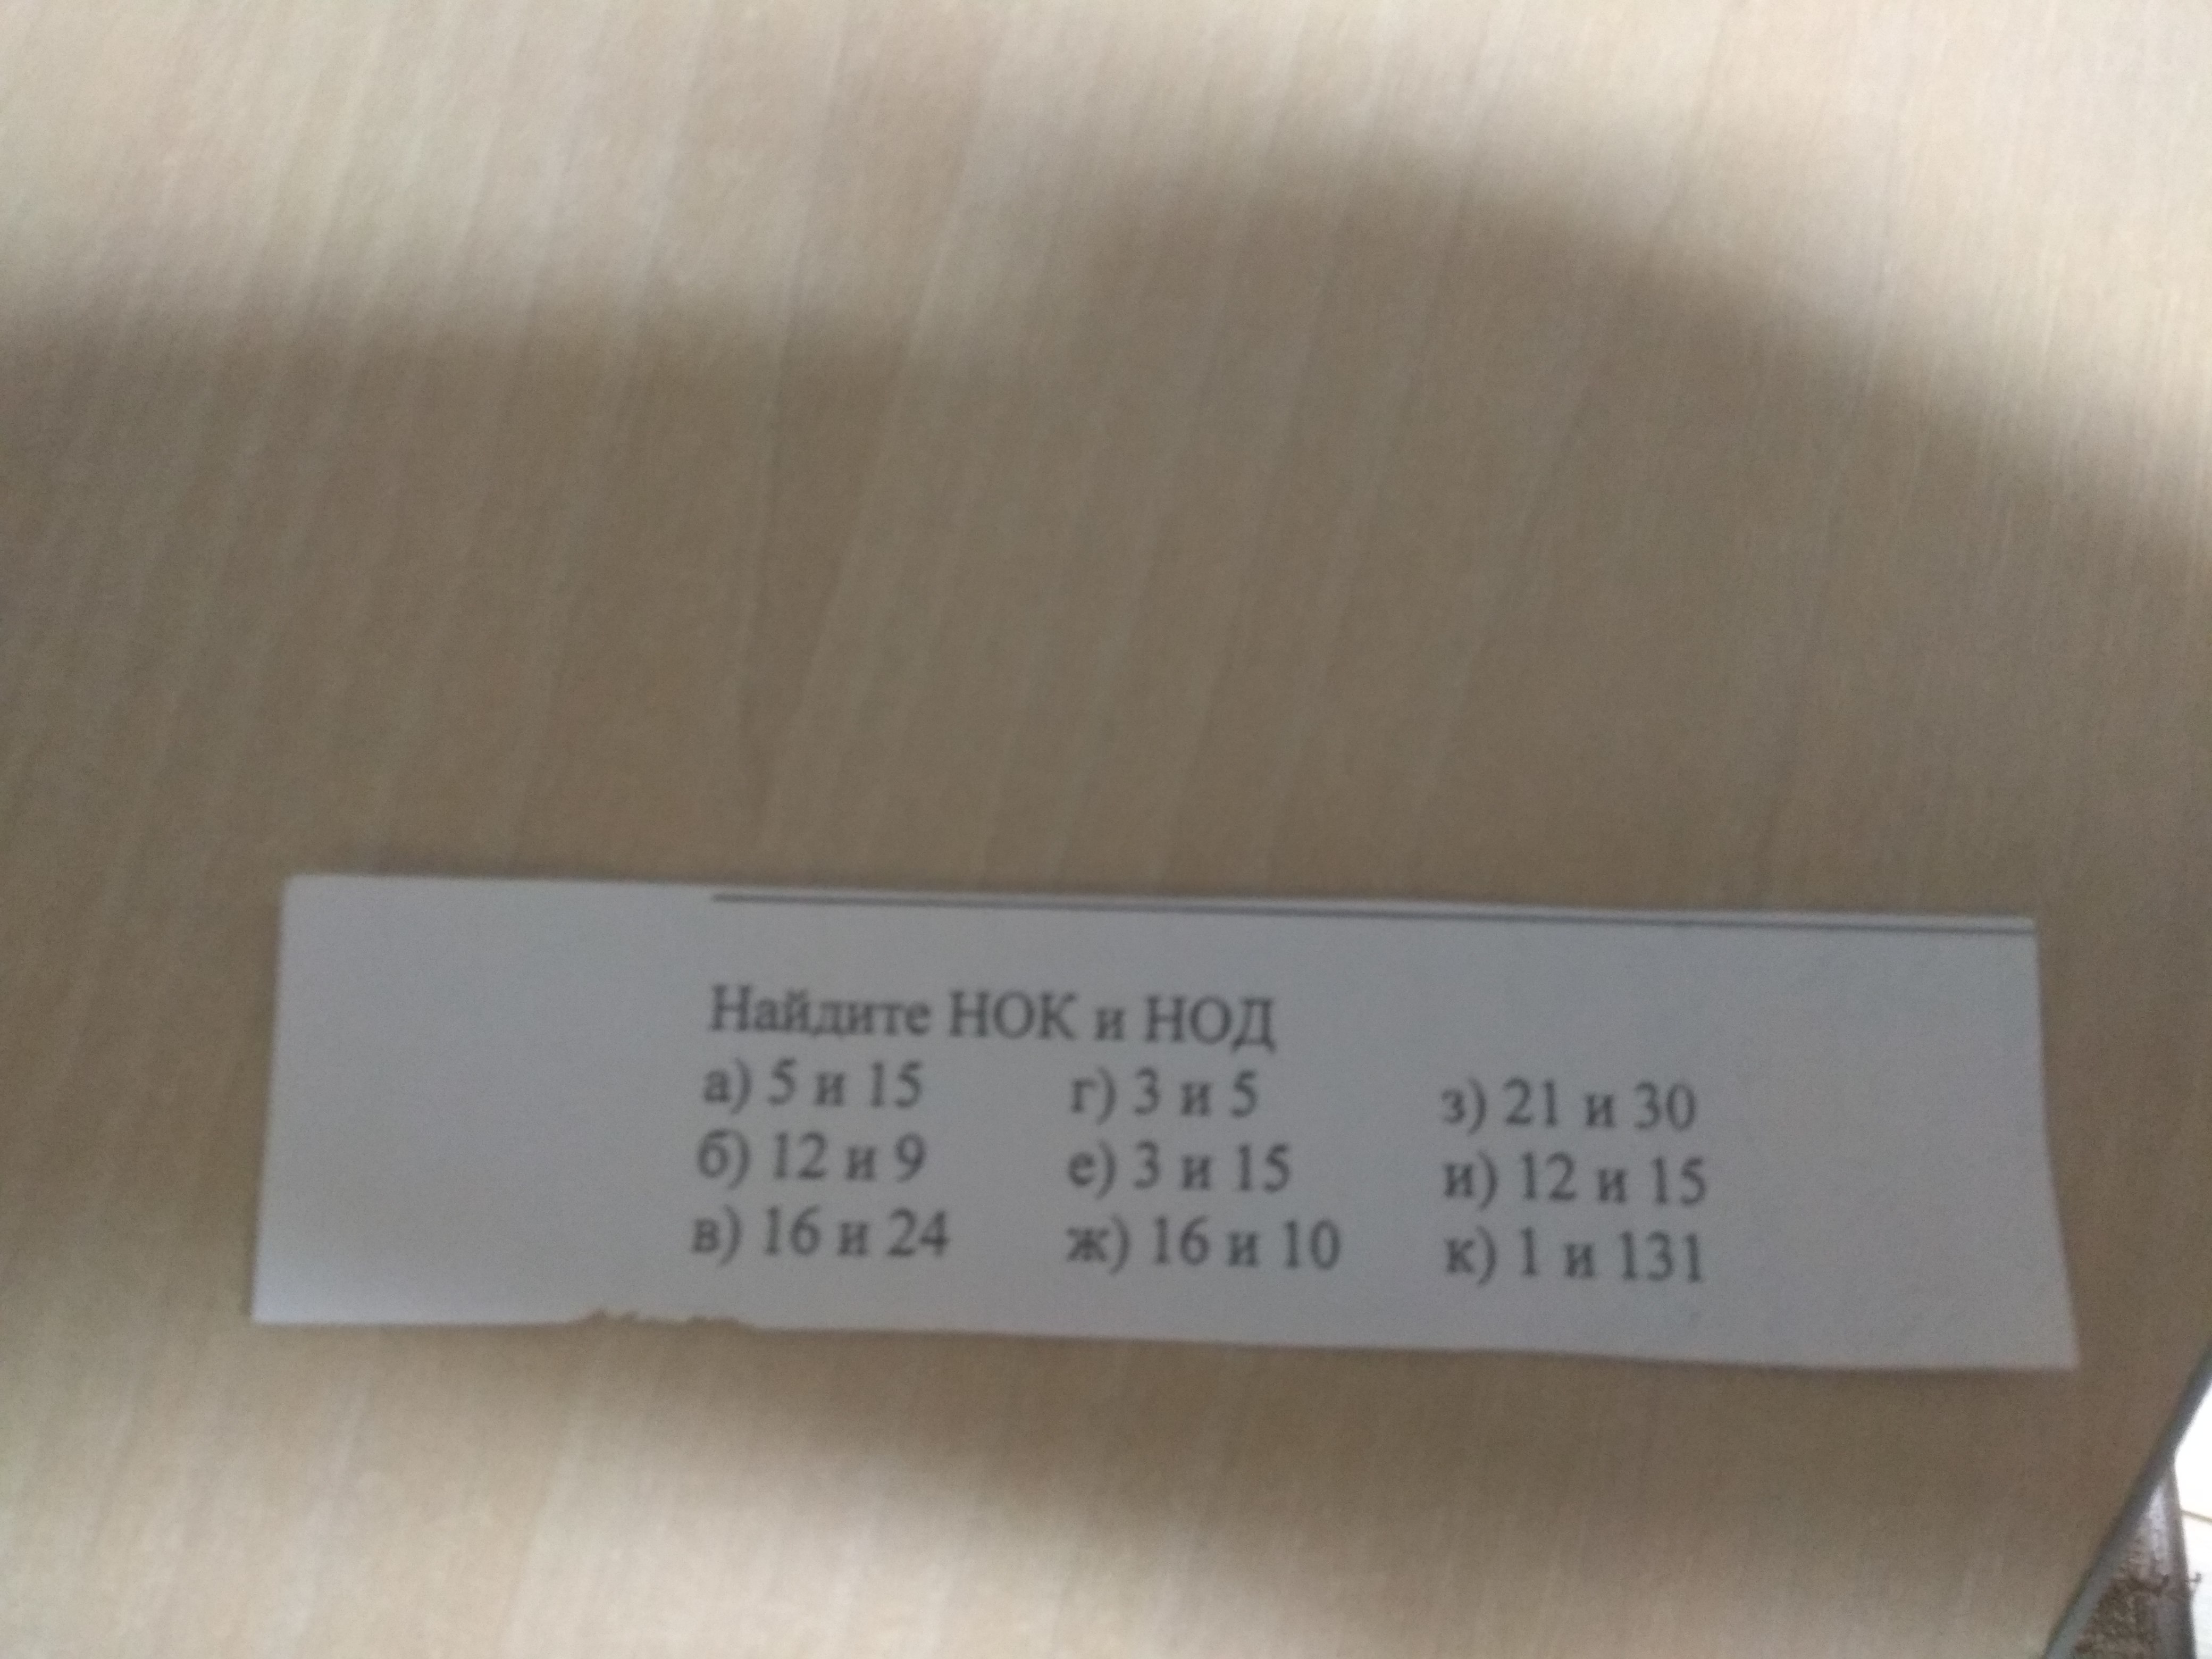 Найдите НОК и НОД
а) 5 и 15 г) 3 и 5 з) 21 и 30
б) 12 и 9 е) 3 и 15 и) 12 и 15
в) 16 и 24 ж) 16 и 10 к) 1 и 131